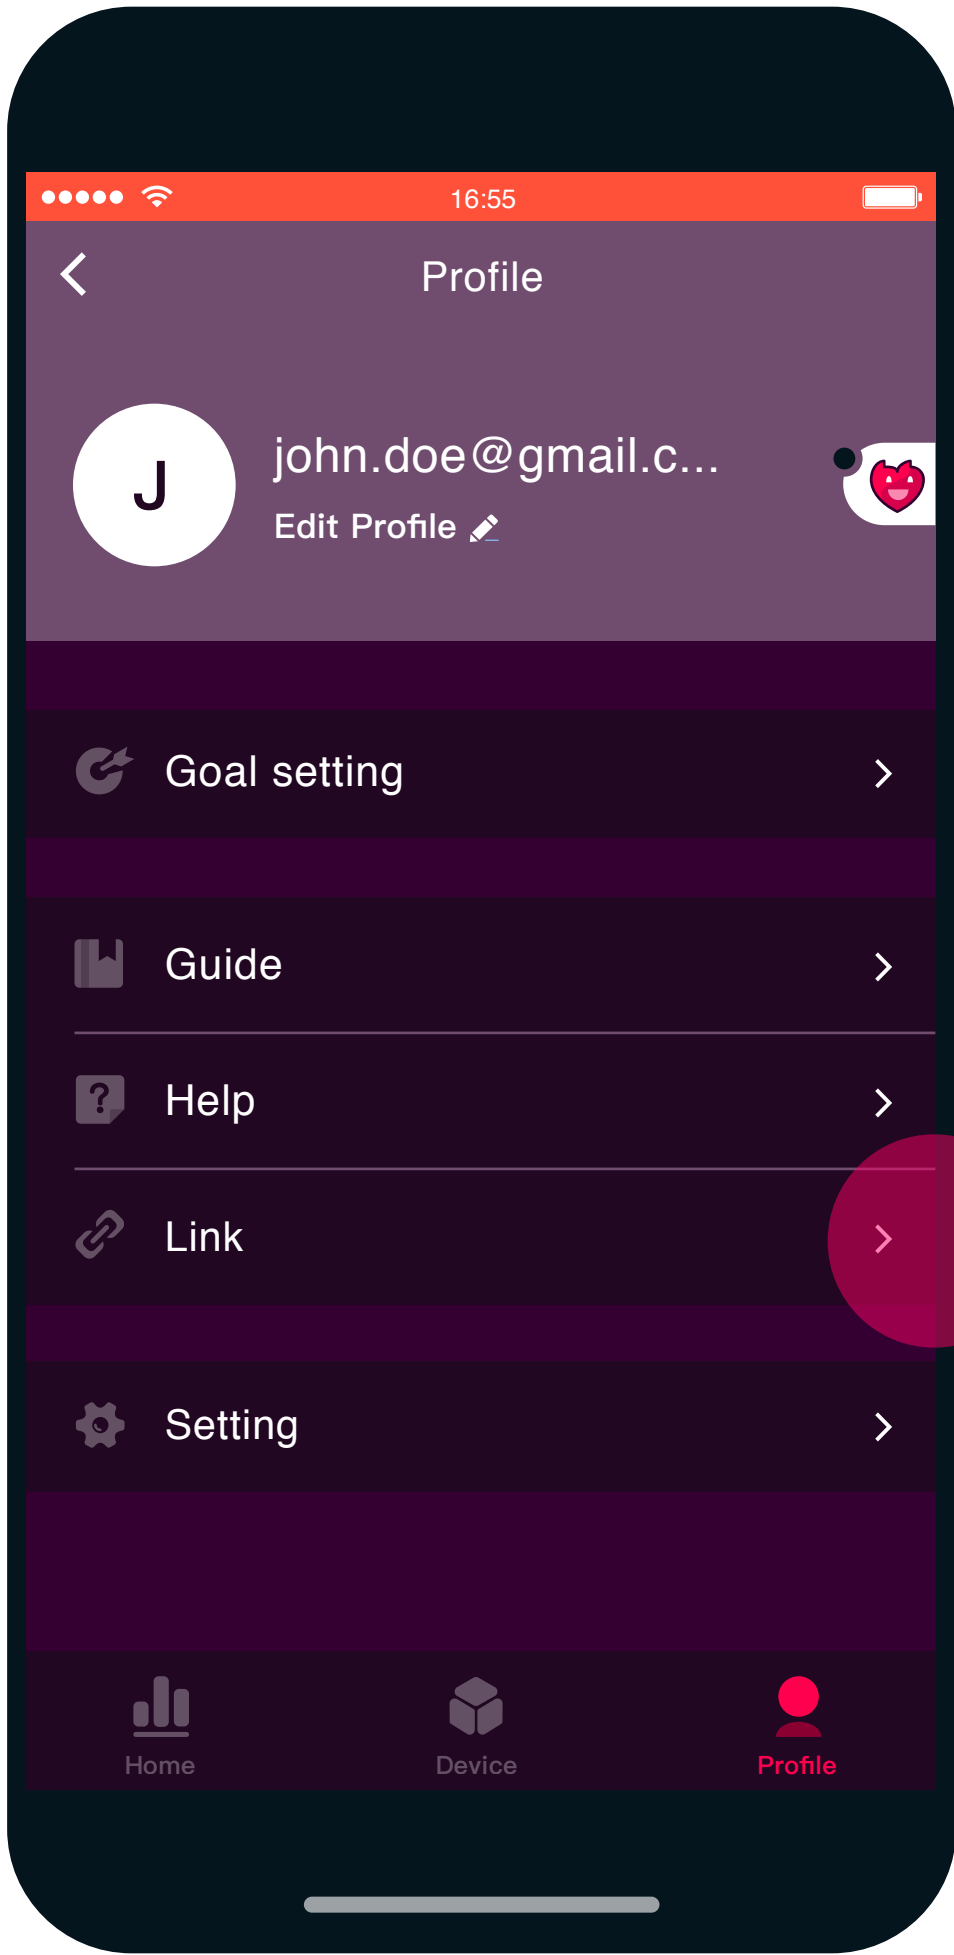 16:55
Profile
J
john.doe@gmail.c...
Edit Profile
Goal setting
Guide
Help
Link
Setting
Home
Device
Profile